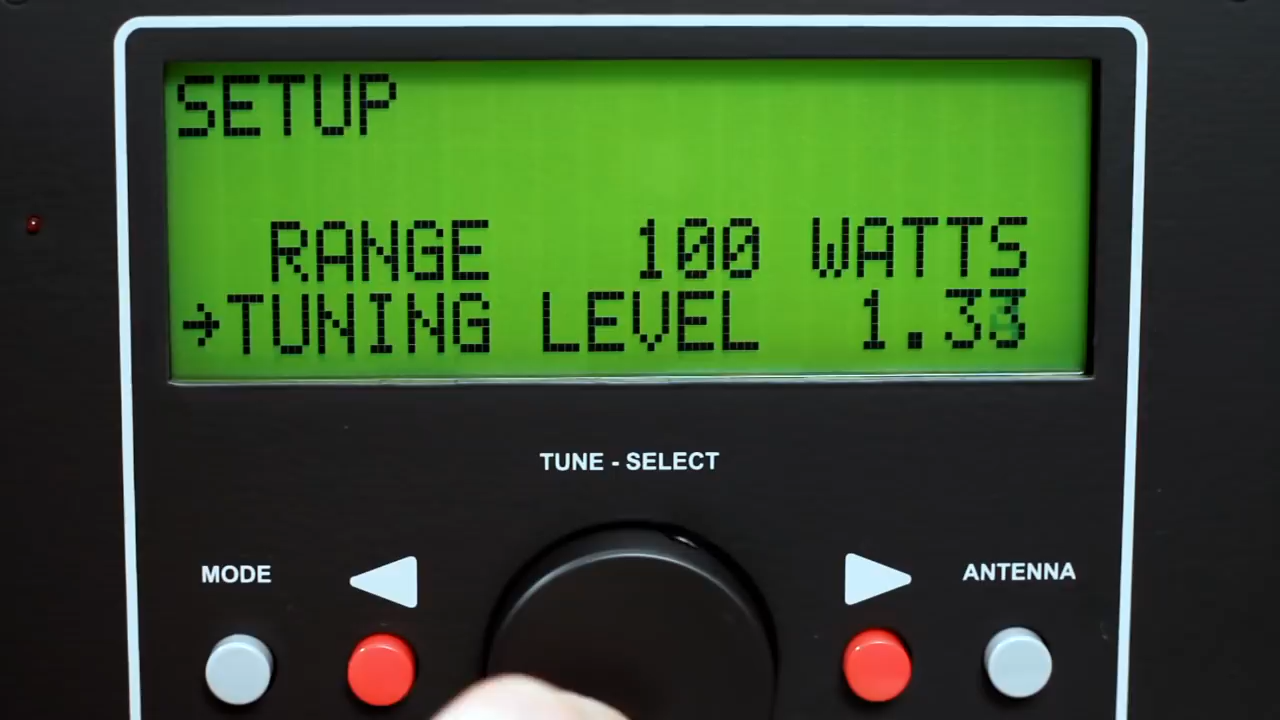 SETUP
RANGE 100 WATTS
→TUNING LEVEL 1.33
TUNE - SELECT
MODE
ANTENNA